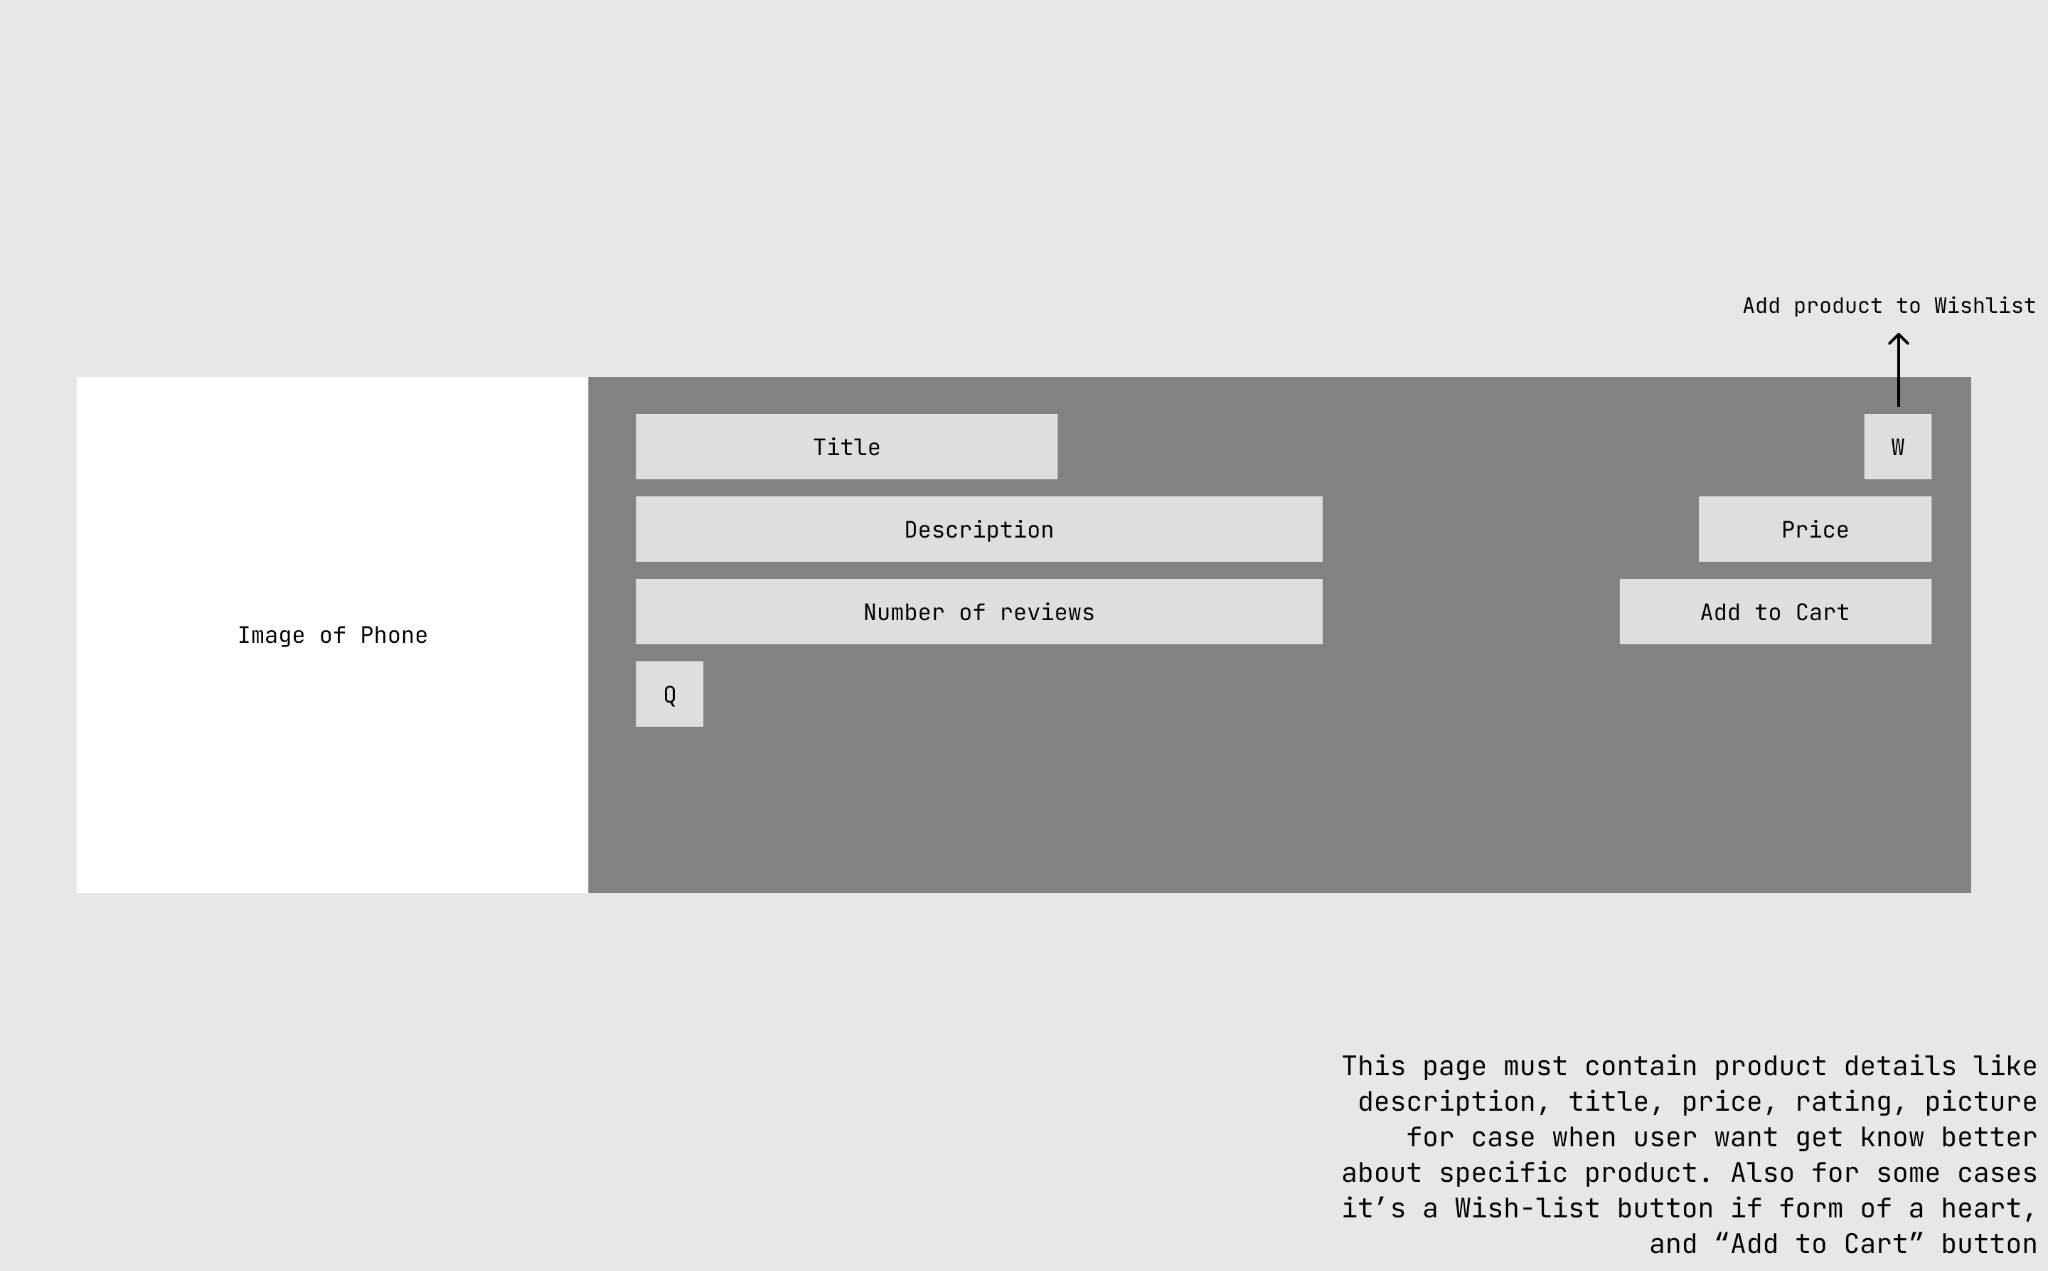 Add product to Wishlist
Title
W
Description
Price
Number of reviews
Add to Cart
Image of Phone
Q
This page must contain product details like
description, title, price, rating, picture
for case when user want get know better
about specific product. Also for some cases
it’s a Wish-list button if form of a heart,
and “Add to Cart” button